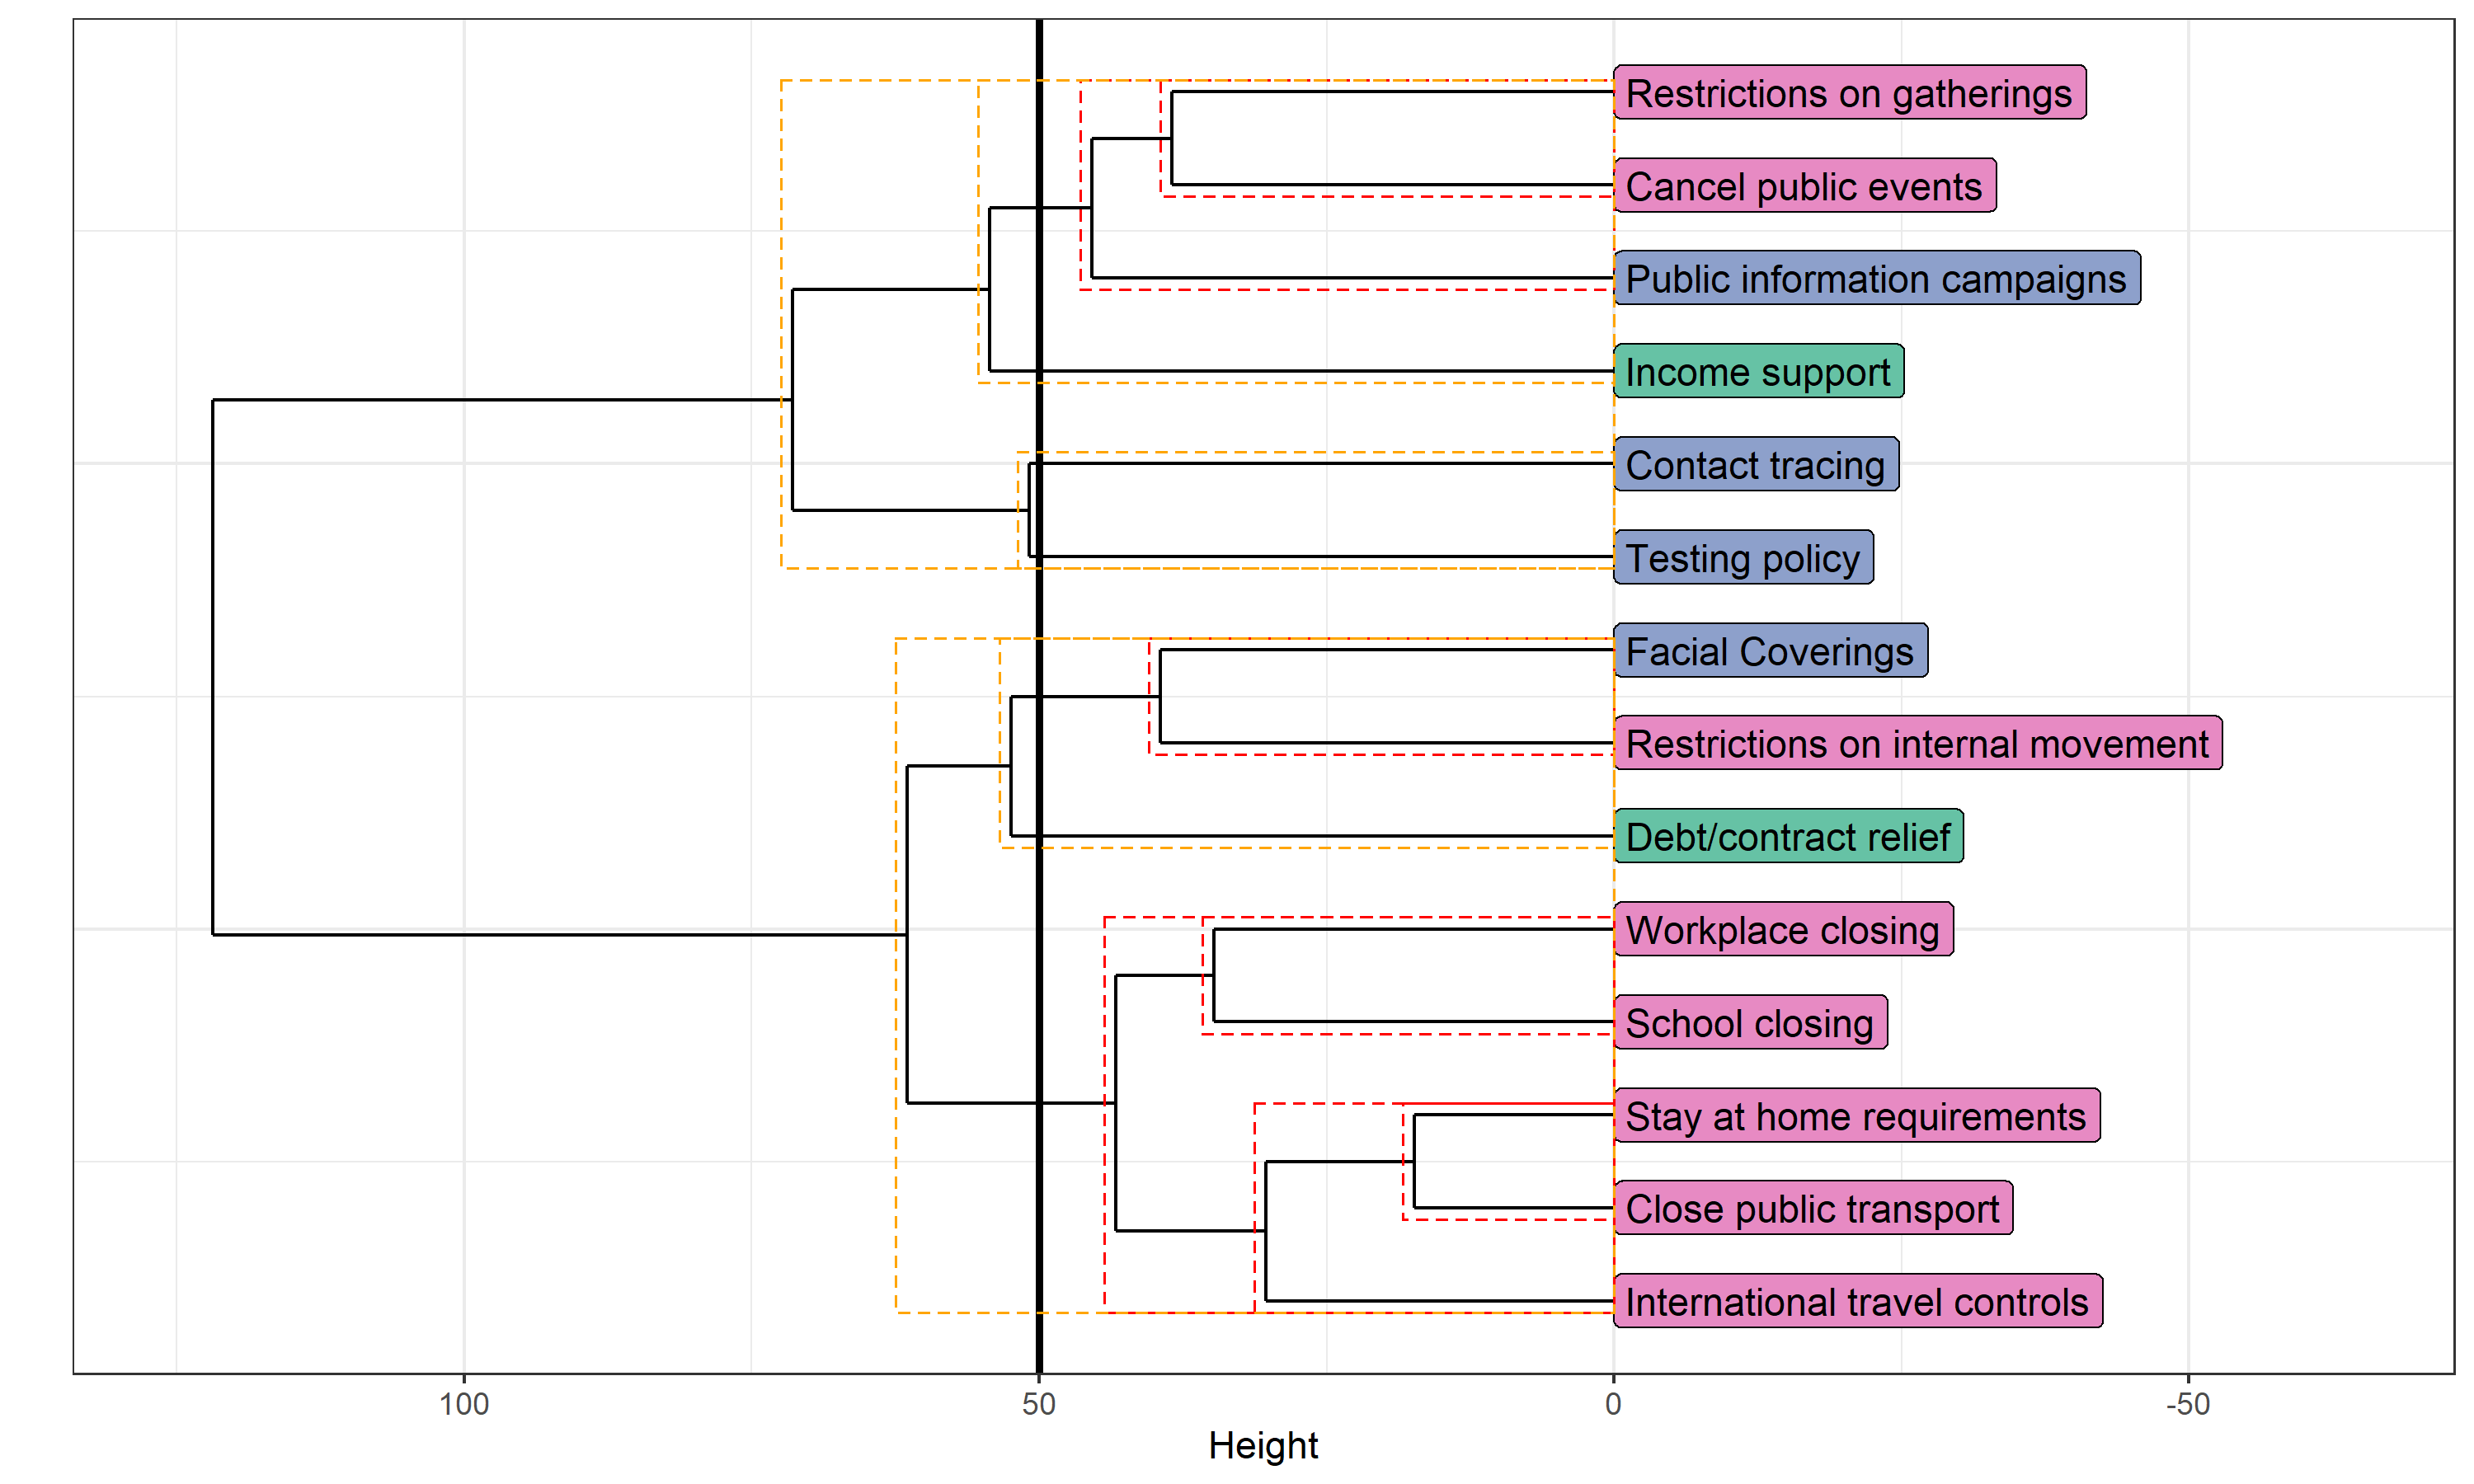 Restrictions on gatherings
Cancel public events
Public information campaigns
Income support
Contact tracing
Testing policy
Facial Coverings
Restrictions on internal movement
Debt/contract relief
Workplace closing
School closing
Stay at home requirements
Close public transport
International travel controls
100 50 0 -50
Height